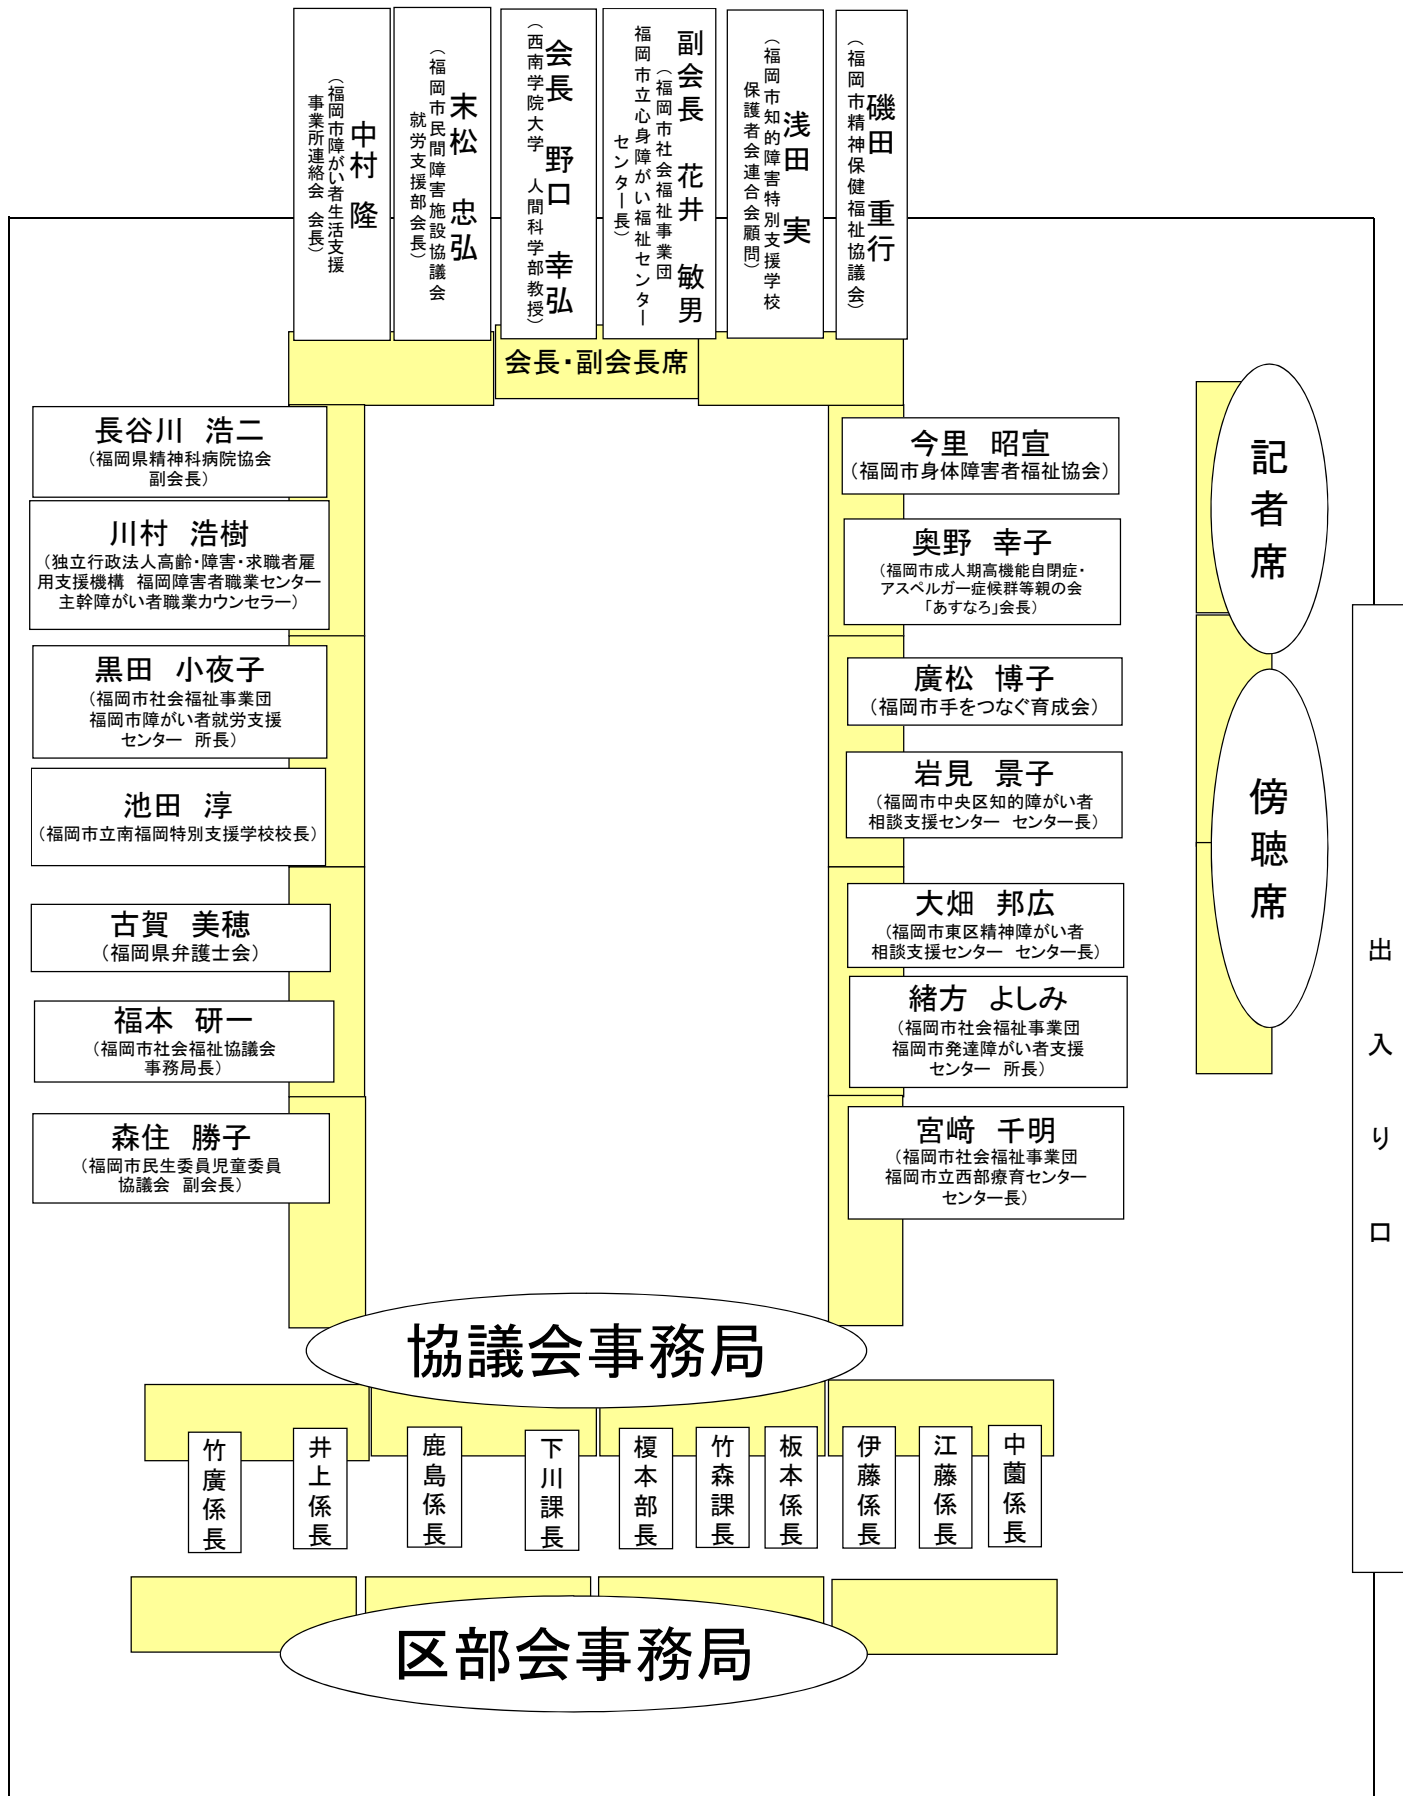 中村 隆
（福岡市障がい者生活支援
事業所連絡会 会長）
末松 忠弘
（福岡市民間障害施設協議会
就労支援部会長）
会長 野口 幸弘
（西南学院大学 人間科学部教授）
副会長 花井 敏男
（福岡市社会福祉事業団
福岡市立心身障がい福祉センター
センター長）
浅田 実
（福岡市知的障害特別支援学校
保護者会連合会顧問）
磯田 重行
（福岡市精神保健福祉協議会）
会長・副会長席
長谷川 浩二
（福岡県精神科病院協会
副会長）
川村 浩樹
（独立行政法人高齢・障害・求職者雇
用支援機構 福岡障害者職業センター
主幹障がい者職業カウンセラー）
黒田 小夜子
（福岡市社会福祉事業団
福岡市障がい者就労支援
センター 所長）
池田 淳
（福岡市立南福岡特別支援学校校長）
古賀 美穂
（福岡県弁護士会）
福本 研一
（福岡市社会福祉協議会
事務局長）
森住 勝子
（福岡市民生委員児童委員
協議会 副会長）
今里 昭宣
（福岡市身体障害者福祉協会）
奥野 幸子
（福岡市成人期高機能自閉症・
アスペルガー症候群等親の会
「あすなろ」会長）
廣松 博子
（福岡市手をつなぐ育成会）
岩見 景子
（福岡市中央区知的障がい者
相談支援センター センター長）
大畑 邦広
（福岡市東区精神障がい者
相談支援センター センター長）
緒方 よしみ
（福岡市社会福祉事業団
福岡市発達障がい者支援
センター 所長）
宮﨑 千明
（福岡市社会福祉事業団
福岡市立西部療育センター
センター長）
記者席
傍聴席
出入り口
協議会事務局
竹廣係長
井上係長
鹿島係長
下川課長
榎本部長
竹森課長
板本係長
伊藤係長
江藤係長
中薗係長
区部会事務局